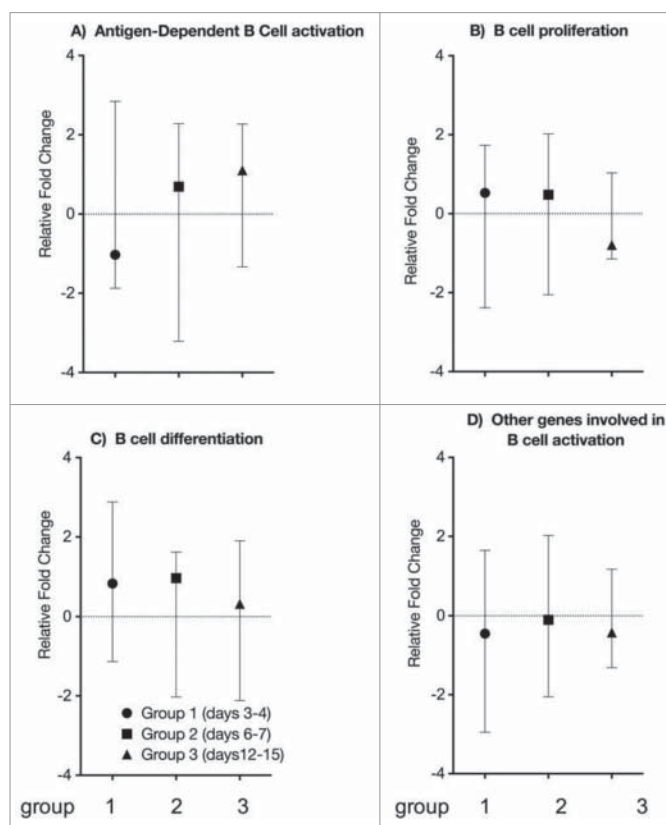 A) Antigen-Dependent B Cell activation
Relative Fold Change
4
2
0
-2
-4
B) B cell proliferation
Relative Fold Change
4
2
0
-2
-4
C) B cell differentiation
Relative Fold Change
4
2
0
-2
-4
Group 1 (days 3-4)
Group 2 (days 6-7)
Group 3 (days12-15)
group 1 2 3
D) Other genes involved in
B cell activation
Relative Fold Change
4
2
0
-2
-4
group 1 2 3